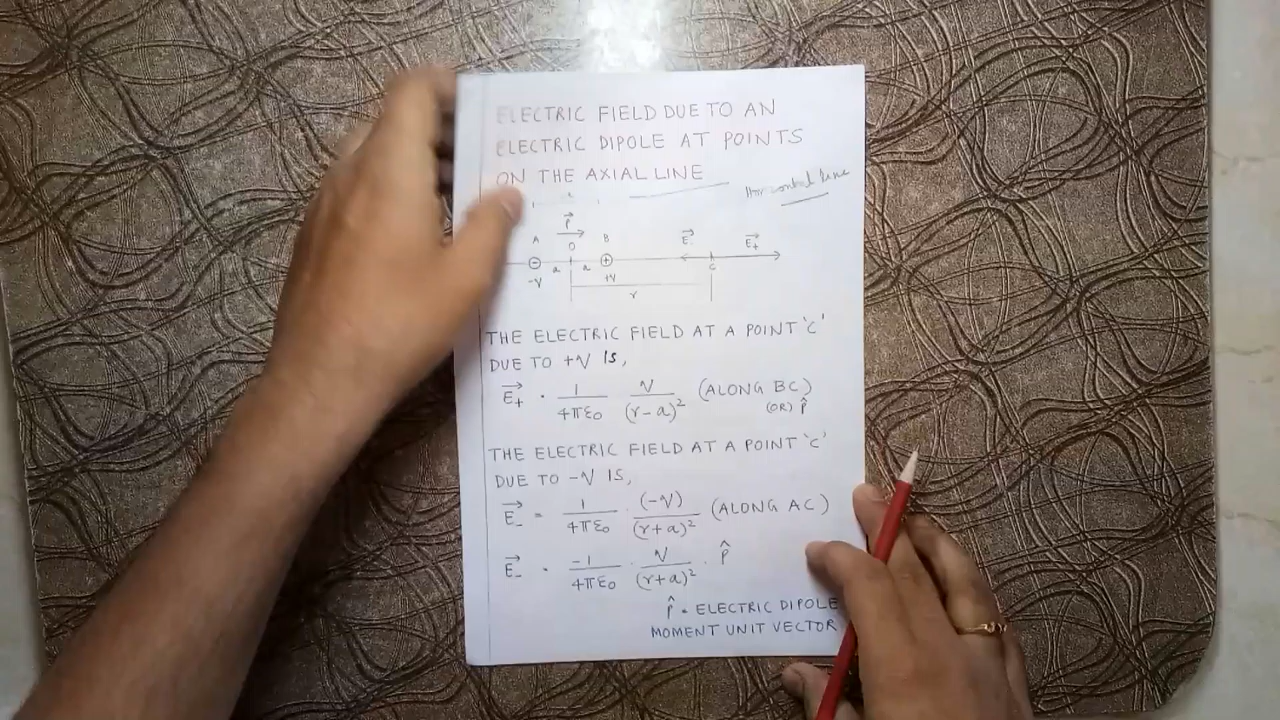 ELECTRIC FIELD DUE TO AN
ELECTRIC DIPOLE AT POINTS
ON THE AXIAL LINE
Horizontal line
P⃗
A O B E⃗₋ E⃗₊
⊖ a a ⊕ C
-V +V
r
THE ELECTRIC FIELD AT A POINT 'C'
DUE TO +V IS,
E⃗₊ = 1/4πε₀ V/(r-a)² (ALONG BC)
(OR) p̂
THE ELECTRIC FIELD AT A POINT 'C'
DUE TO -V IS,
E⃗₋ = 1/4πε₀ · (-V)/(r+a)² (ALONG AC)
E⃗₋ = -1/4πε₀ · V/(r+a)² · p̂
p̂ = ELECTRIC DIPOLE
MOMENT UNIT VECTOR